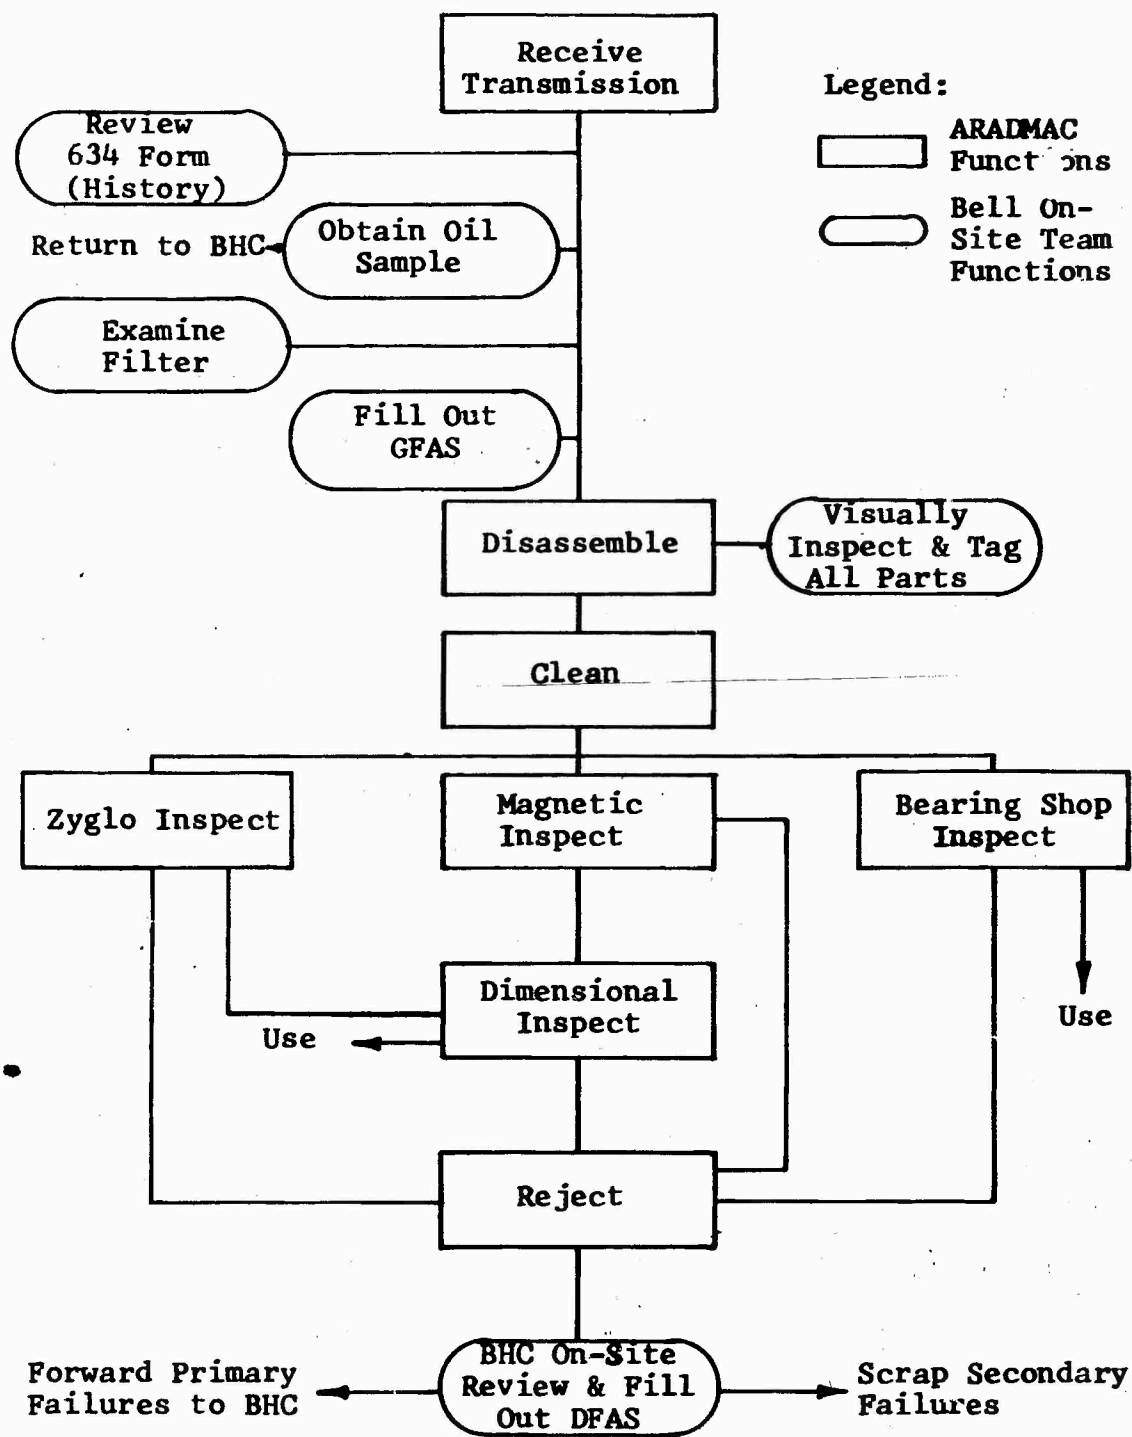 Receive
Transmission
Legend:
ARADMAC
Functions
Bell On-
Site Team
Functions
Review
634 Form
(History)
Return to BHC
Obtain Oil
Sample
Examine
Filter
Fill Out
GFAS
Disassemble
Visually
Inspect & Tag
All Parts
Clean
Zyglo Inspect
Magnetic
Inspect
Bearing Shop
Inspect
Dimensional
Inspect
Use
Use
Reject
Forward Primary
Failures to BHC
BHC On-Site
Review & Fill
Out DFAS
Scrap Secondary
Failures